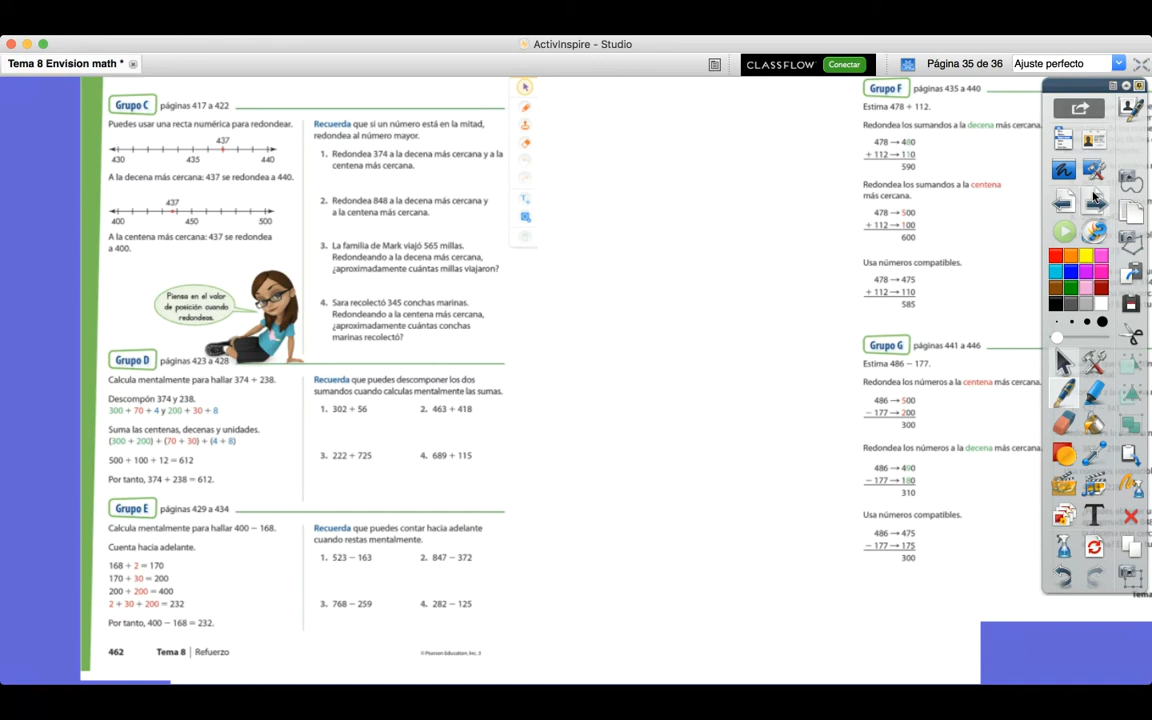 ActivInspire - Studio
Tema 8 Envision math *
CLASSFLOW
Conectar
Página 35 de 36
Ajuste perfecto
Grupo C páginas 417 a 422
Puedes usar una recta numérica para redondear.
437
430 435 440
A la decena más cercana: 437 se redondea a 440.
437
400 450 500
A la centena más cercana: 437 se redondea
a 400.
Piensa en el valor
de posición cuando
redondeas.
Recuerda que si un número está en la mitad,
redondea al número mayor.
1. Redondea 374 a la decena más cercana y a la
centena más cercana.
2. Redondea 848 a la decena más cercana y
a la centena más cercana.
3. La familia de Mark viajó 565 millas.
Redondeando a la decena más cercana,
¿aproximadamente cuántas millas viajaron?
4. Sara recolectó 345 conchas marinas.
Redondeando a la centena más cercana,
¿aproximadamente cuántas conchas
marinas recolectó?
Grupo D páginas 423 a 428
Calcula mentalmente para hallar 374 + 238.
Descompón 374 y 238.
300 + 70 + 4 y 200 + 30 + 8
Suma las centenas, decenas y unidades.
(300 + 200) + (70 + 30) + (4 + 8)
500 + 100 + 12 = 612
Por tanto, 374 + 238 = 612.
Recuerda que puedes descomponer los dos
sumandos cuando calculas mentalmente las sumas.
1. 302 + 56 2. 463 + 418
3. 222 + 725 4. 689 + 115
Grupo E páginas 429 a 434
Calcula mentalmente para hallar 400 − 168.
Cuenta hacia adelante.
168 + 2 = 170
170 + 30 = 200
200 + 200 = 400
2 + 30 + 200 = 232
Por tanto, 400 − 168 = 232.
Recuerda que puedes contar hacia adelante
cuando restas mentalmente.
1. 523 − 163 2. 847 − 372
3. 768 − 259 4. 282 − 125
462 Tema 8 | Refuerzo
© Pearson Education, Inc. 3
Grupo F páginas 435 a 440
Estima 478 + 112.
Redondea los sumandos a la decena más cercana.
478 → 480
+ 112 → 110
590
Redondea los sumandos a la centena
más cercana.
478 → 500
+ 112 → 100
600
Usa números compatibles.
478 → 475
+ 112 → 110
585
Grupo G páginas 441 a 446
Estima 486 − 177.
Redondea los números a la centena más cercana.
486 → 500
− 177 → 200
300
Redondea los números a la decena más cercana.
486 → 490
− 177 → 180
310
Usa números compatibles.
486 → 475
− 177 → 175
300
T